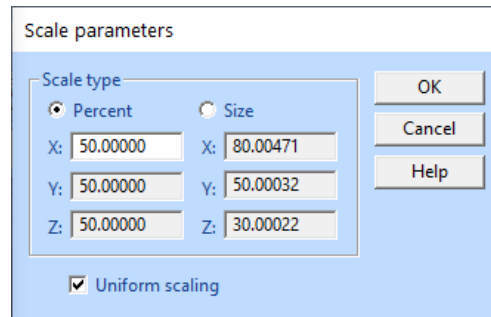 Scale parameters
Scale type
Percent Size
X: 50.00000 X: 80.00471
Y: 50.00000 Y: 50.00032
Z: 50.00000 Z: 30.00022
Uniform scaling
OK
Cancel
Help